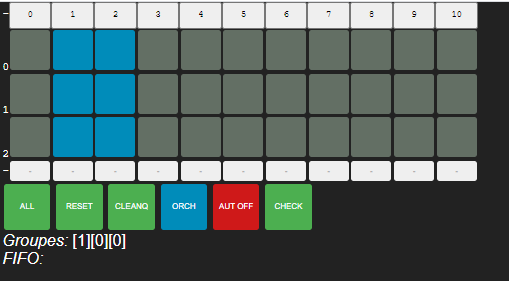 – 0 1 2 3 4 5 6 7 8 9 10
0
1
2
– - - - - - - - - - - -
ALL RESET CLEANQ ORCH AUT OFF CHECK
Groupes: [1][0][0]
FIFO: